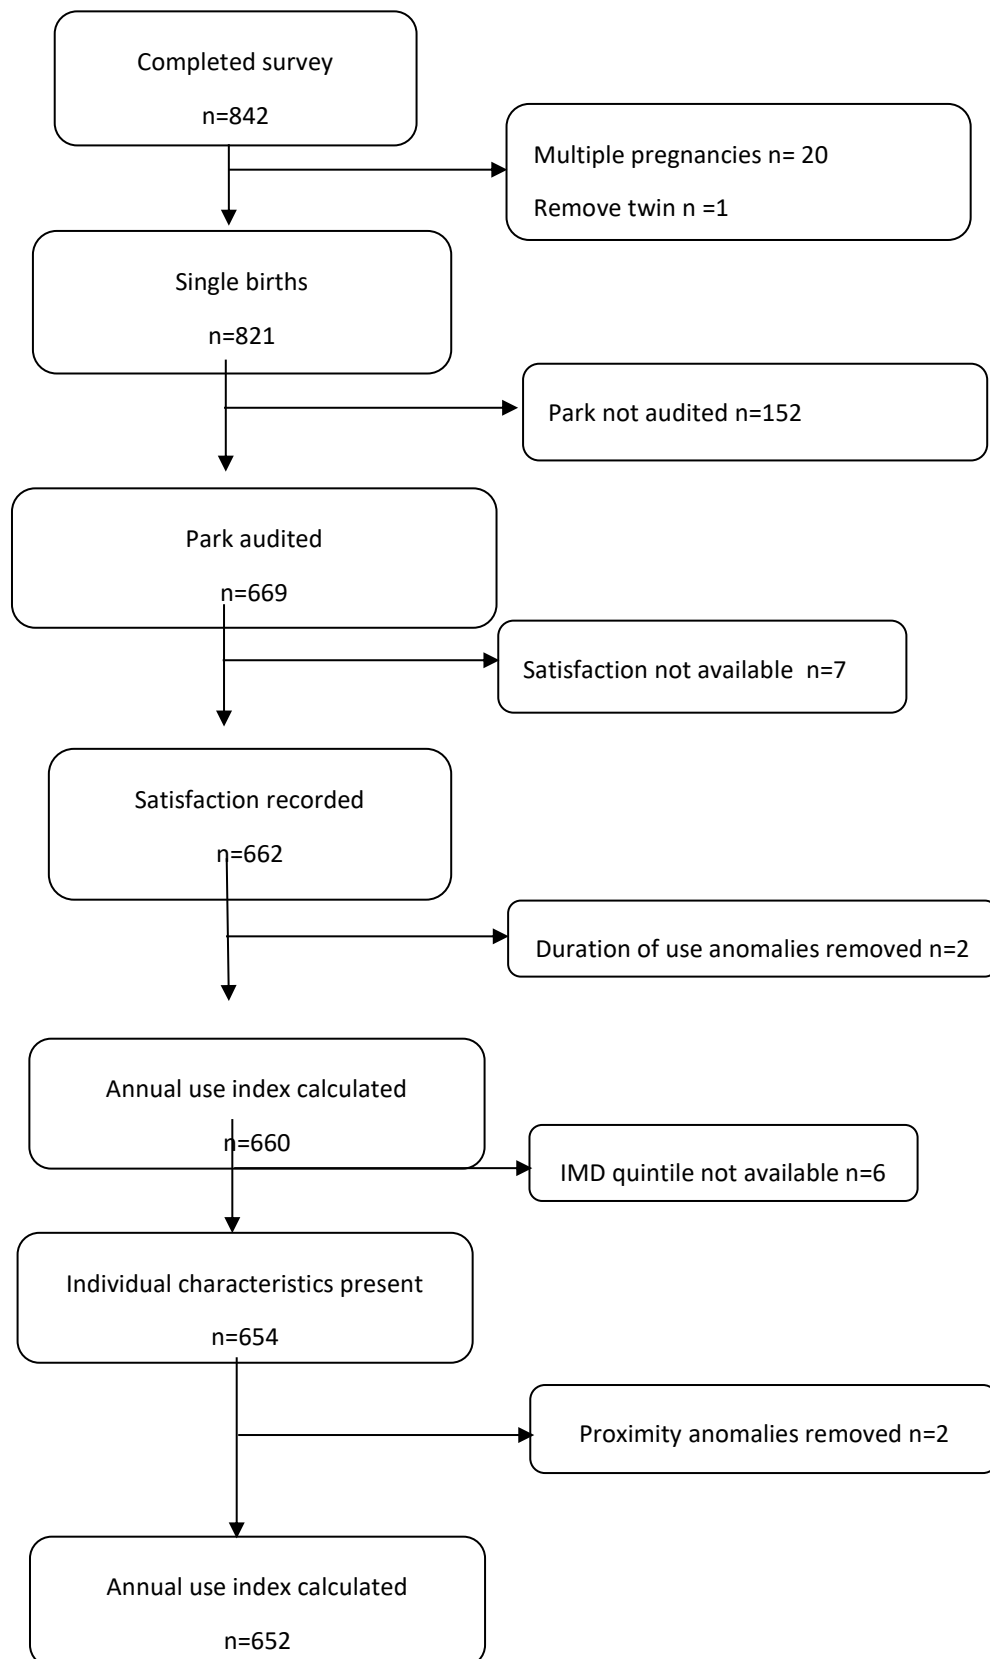 Completed survey
n=842
Multiple pregnancies n= 20
Remove twin n =1
Single births
n=821
Park not audited n=152
Park audited
n=669
Satisfaction not available  n=7
Satisfaction recorded
n=662
Duration of use anomalies removed n=2
Annual use index calculated
n=660
IMD quintile not available n=6
Individual characteristics present
n=654
Proximity anomalies removed n=2
Annual use index calculated
n=652